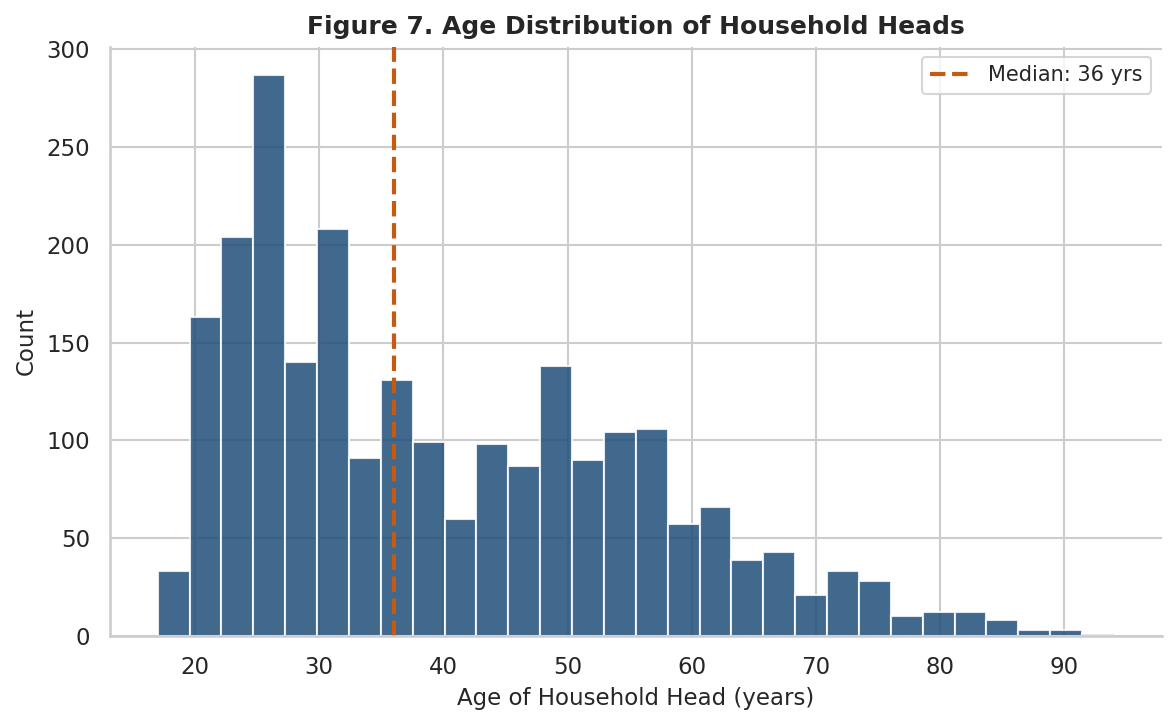 Figure 7. Age Distribution of Household Heads
Median: 36 yrs
300
250
200
150
100
50
0
Count
20 30 40 50 60 70 80 90
Age of Household Head (years)